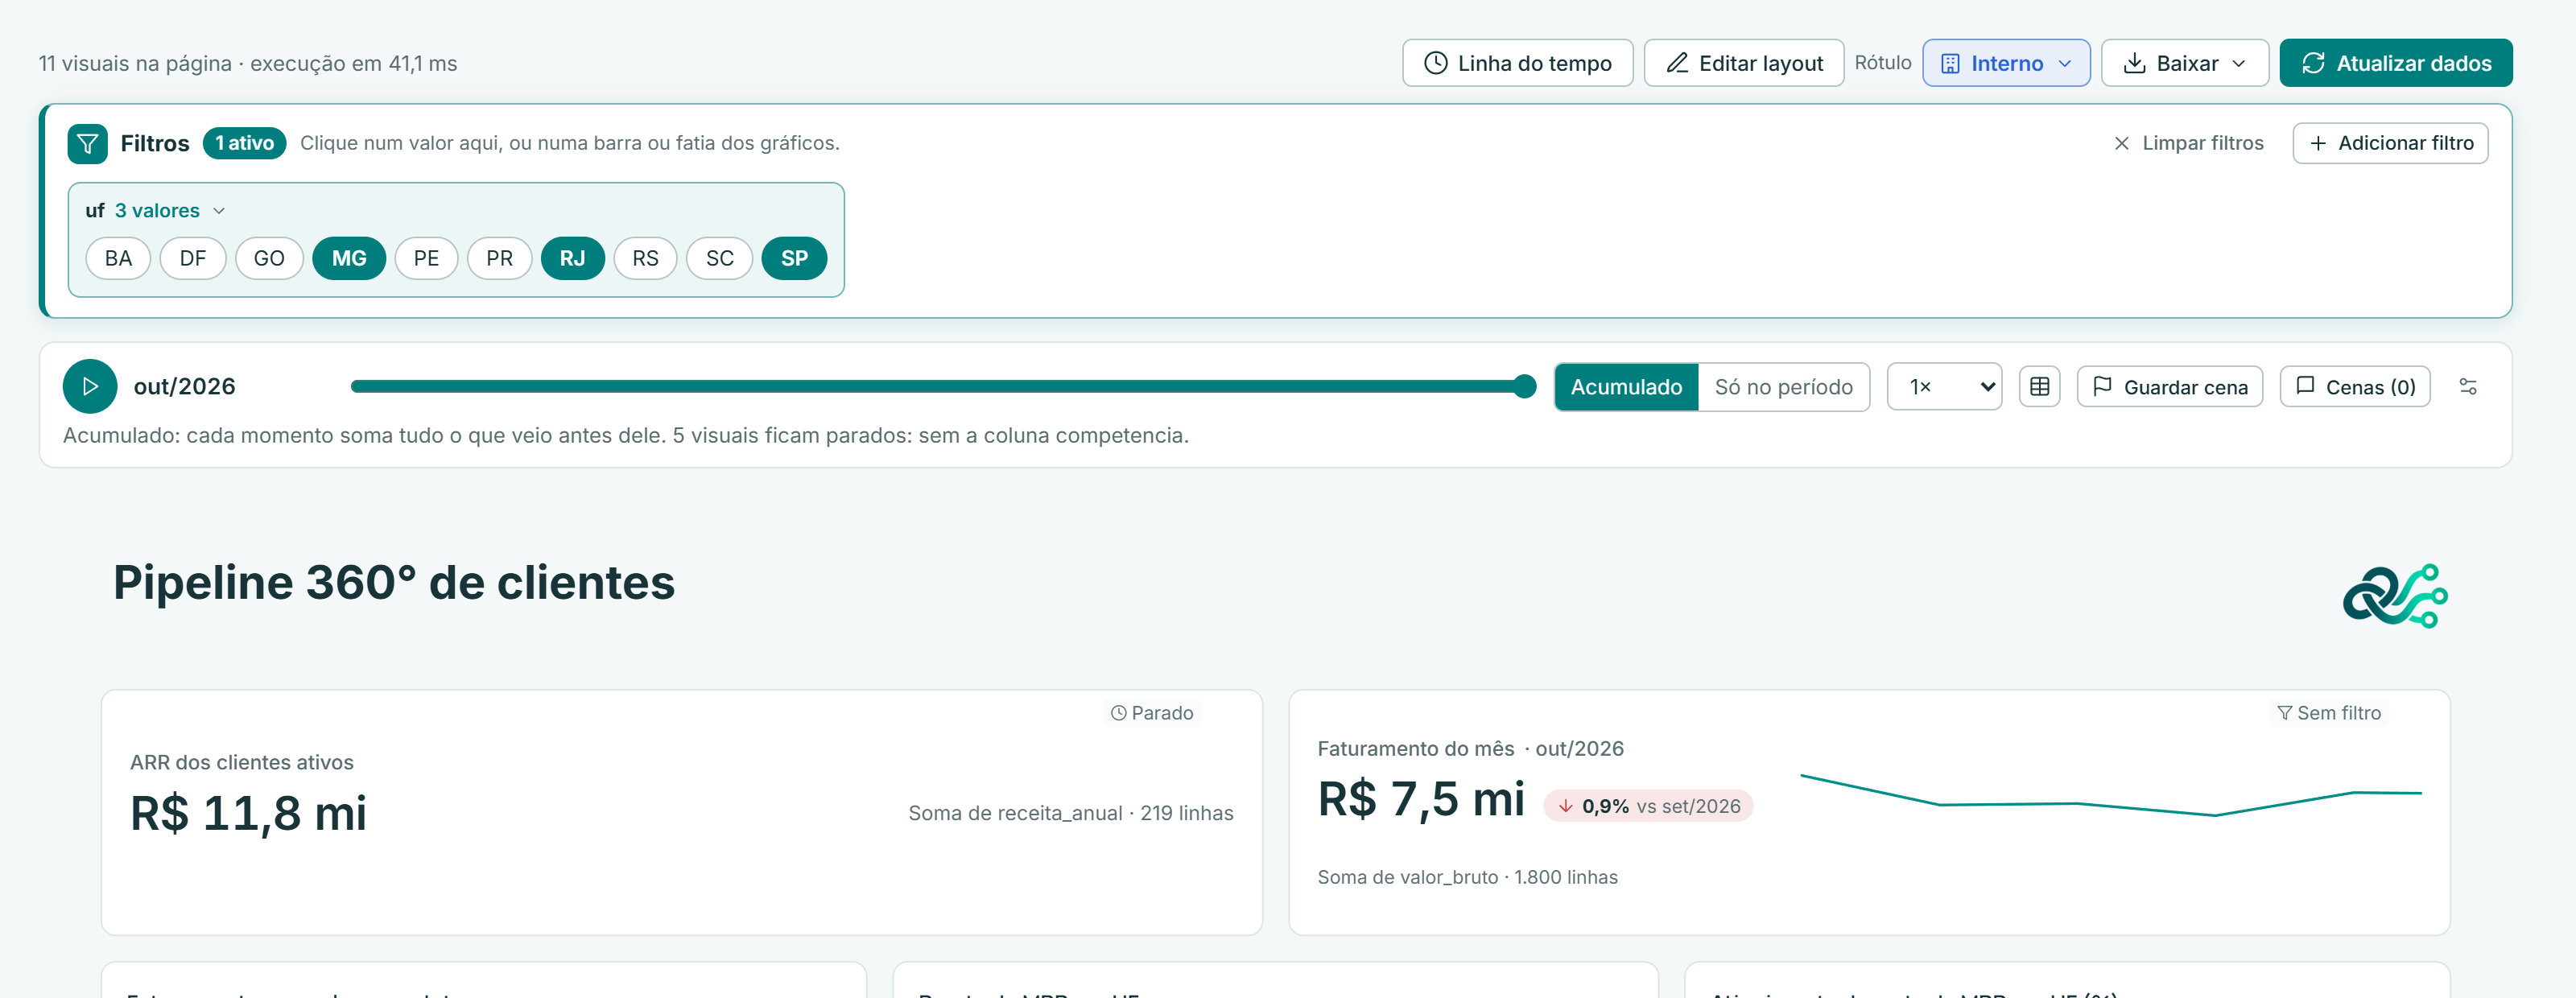 11 visuais na página · execução em 41,1 ms
Linha do tempo
Editar layout
Rótulo
Interno
Baixar
Atualizar dados
Filtros
1 ativo
Clique num valor aqui, ou numa barra ou fatia dos gráficos.
Limpar filtros
Adicionar filtro
uf 3 valores
BA DF GO MG PE PR RJ RS SC SP
out/2026
Acumulado
Só no período
1×
Guardar cena
Cenas (0)
Acumulado: cada momento soma tudo o que veio antes dele. 5 visuais ficam parados: sem a coluna competencia.
Pipeline 360° de clientes
Parado
ARR dos clientes ativos
R$ 11,8 mi
Soma de receita_anual · 219 linhas
Sem filtro
Faturamento do mês · out/2026
R$ 7,5 mi
0,9% vs set/2026
Soma de valor_bruto · 1.800 linhas